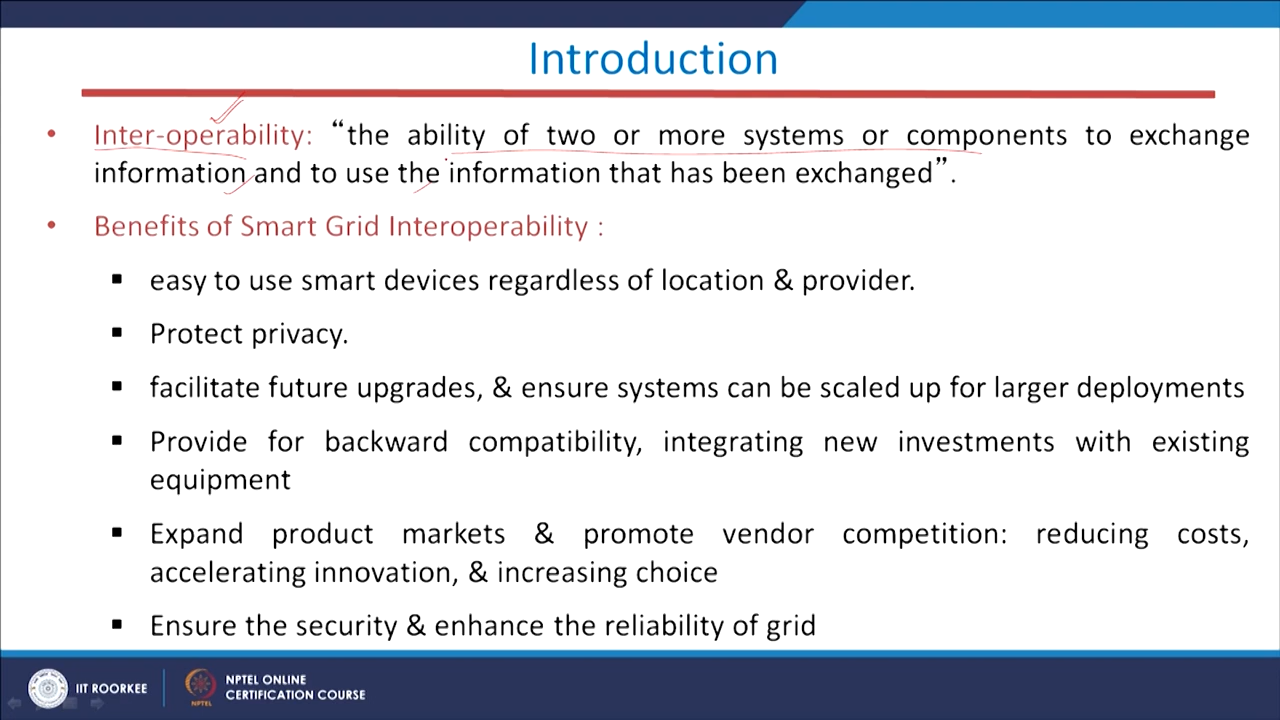 Introduction
• Inter-operability: “the ability of two or more systems or components to exchange
information and to use the information that has been exchanged”.
• Benefits of Smart Grid Interoperability :
▪ easy to use smart devices regardless of location & provider.
▪ Protect privacy.
▪ facilitate future upgrades, & ensure systems can be scaled up for larger deployments
▪ Provide for backward compatibility, integrating new investments with existing
equipment
▪ Expand product markets & promote vendor competition: reducing costs,
accelerating innovation, & increasing choice
▪ Ensure the security & enhance the reliability of grid
IIT ROORKEE
NPTEL
NPTEL ONLINE
CERTIFICATION COURSE